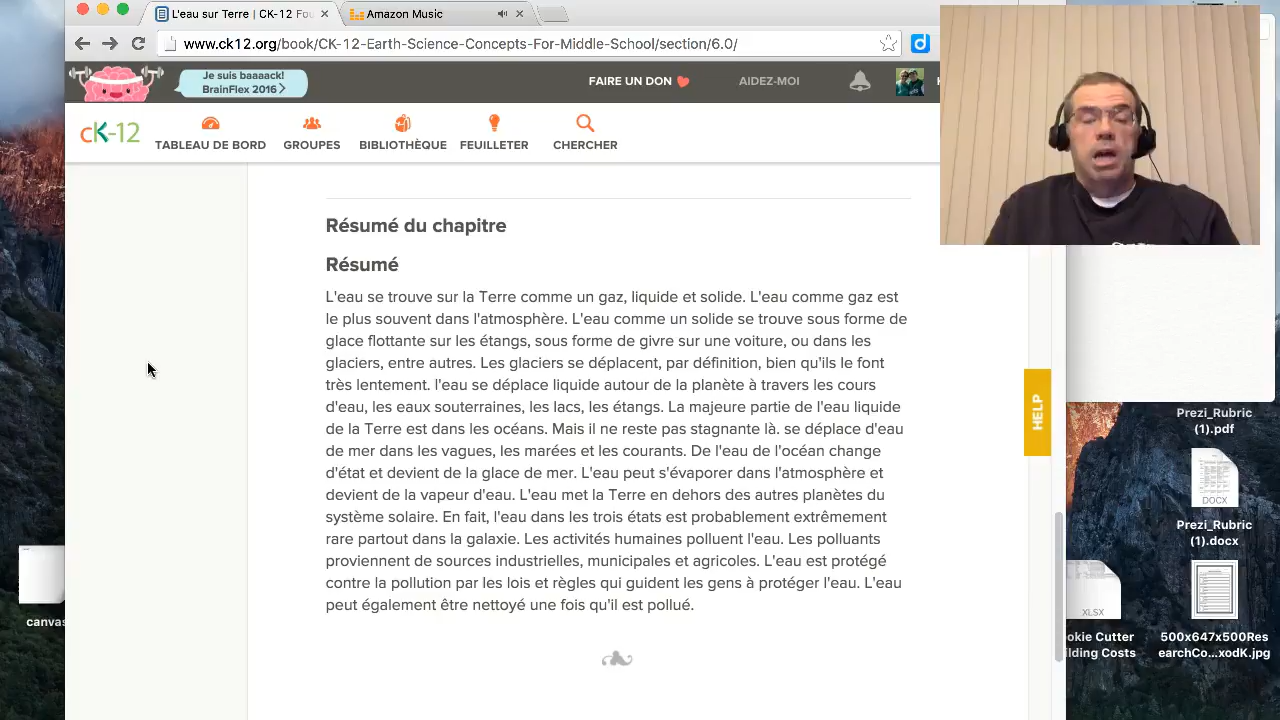 L'eau sur Terre | CK-12 Fou
Amazon Music
www.ck12.org/book/CK-12-Earth-Science-Concepts-For-Middle-School/section/6.0/
Je suis baaaack!
BrainFlex 2016
FAIRE UN DON
AIDEZ-MOI
cK-12
TABLEAU DE BORD
GROUPES
BIBLIOTHÈQUE
FEUILLETER
CHERCHER
Résumé du chapitre
Résumé
L'eau se trouve sur la Terre comme un gaz, liquide et solide. L'eau comme gaz est
le plus souvent dans l'atmosphère. L'eau comme un solide se trouve sous forme de
glace flottante sur les étangs, sous forme de givre sur une voiture, ou dans les
glaciers, entre autres. Les glaciers se déplacent, par définition, bien qu'ils le font
très lentement. l'eau se déplace liquide autour de la planète à travers les cours
d'eau, les eaux souterraines, les lacs, les étangs. La majeure partie de l'eau liquide
de la Terre est dans les océans. Mais il ne reste pas stagnante là. se déplace d'eau
de mer dans les vagues, les marées et les courants. De l'eau de l'océan change
d'état et devient de la glace de mer. L'eau peut s'évaporer dans l'atmosphère et
devient de la vapeur d'eau. L'eau met la Terre en dehors des autres planètes du
système solaire. En fait, l'eau dans les trois états est probablement extrêmement
rare partout dans la galaxie. Les activités humaines polluent l'eau. Les polluants
proviennent de sources industrielles, municipales et agricoles. L'eau est protégé
contre la pollution par les lois et règles qui guident les gens à protéger l'eau. L'eau
peut également être nettoyé une fois qu'il est pollué.
HELP
Prezi_Rubric
(1).pdf
DOCX
Prezi_Rubric
(1).docx
XLSX
okie Cutter
ilding Costs
500x647x500Res
earchCo...xodK.jpg
canvas